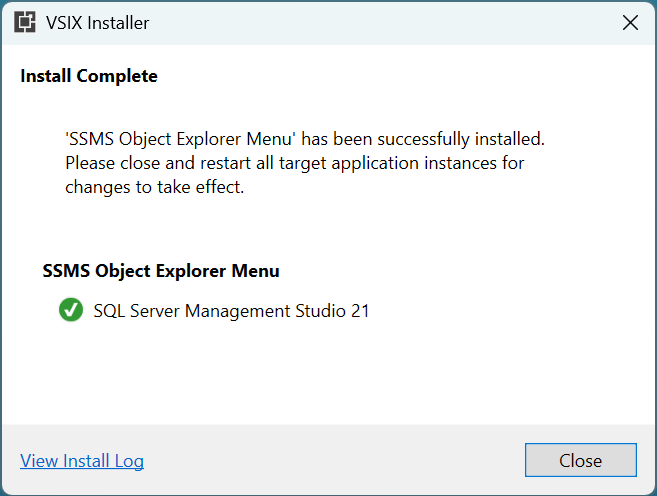 VSIX Installer
Install Complete
'SSMS Object Explorer Menu' has been successfully installed.
Please close and restart all target application instances for
changes to take effect.
SSMS Object Explorer Menu
SQL Server Management Studio 21
View Install Log
Close